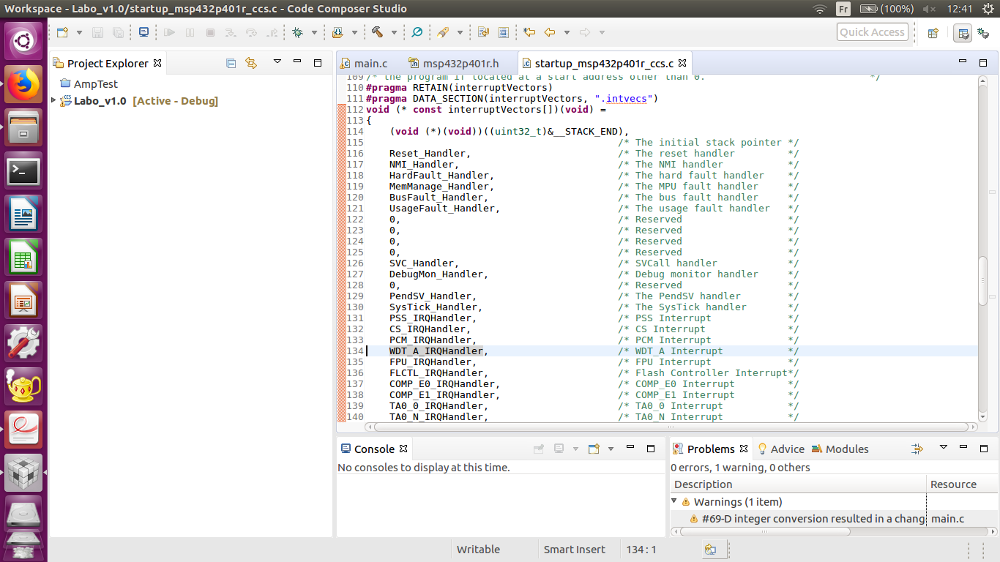 Workspace - Labo_v1.0/startup_msp432p401r_ccs.c - Code Composer Studio
Fr (100%) 12:41
Quick Access
Project Explorer
AmpTest
Labo_v1.0 [Active - Debug]
main.c msp432p401r.h startup_msp432p401r_ccs.c
109 /* the program if located at a start address other than 0. */
110 #pragma RETAIN(interruptVectors)
111 #pragma DATA_SECTION(interruptVectors, ".intvecs")
112 void (* const interruptVectors[])(void) =
113 {
114 (void (*)(void))((uint32_t)&__STACK_END),
115 /* The initial stack pointer */
116 Reset_Handler, /* The reset handler */
117 NMI_Handler, /* The NMI handler */
118 HardFault_Handler, /* The hard fault handler */
119 MemManage_Handler, /* The MPU fault handler */
120 BusFault_Handler, /* The bus fault handler */
121 UsageFault_Handler, /* The usage fault handler */
122 0, /* Reserved */
123 0, /* Reserved */
124 0, /* Reserved */
125 0, /* Reserved */
126 SVC_Handler, /* SVCall handler */
127 DebugMon_Handler, /* Debug monitor handler */
128 0, /* Reserved */
129 PendSV_Handler, /* The PendSV handler */
130 SysTick_Handler, /* The SysTick handler */
131 PSS_IRQHandler, /* PSS Interrupt */
132 CS_IRQHandler, /* CS Interrupt */
133 PCM_IRQHandler, /* PCM Interrupt */
134 WDT_A_IRQHandler, /* WDT_A Interrupt */
135 FPU_IRQHandler, /* FPU Interrupt */
136 FLCTL_IRQHandler, /* Flash Controller Interrupt*/
137 COMP_E0_IRQHandler, /* COMP_E0 Interrupt */
138 COMP_E1_IRQHandler, /* COMP_E1 Interrupt */
139 TA0_0_IRQHandler, /* TA0_0 Interrupt */
140 TA0_N_IRQHandler, /* TA0_N Interrupt */
Console
No consoles to display at this time.
Problems Advice Modules
0 errors, 1 warning, 0 others
Description Resource
Warnings (1 item)
#69-D integer conversion resulted in a chang main.c
Writable Smart Insert 134 : 1